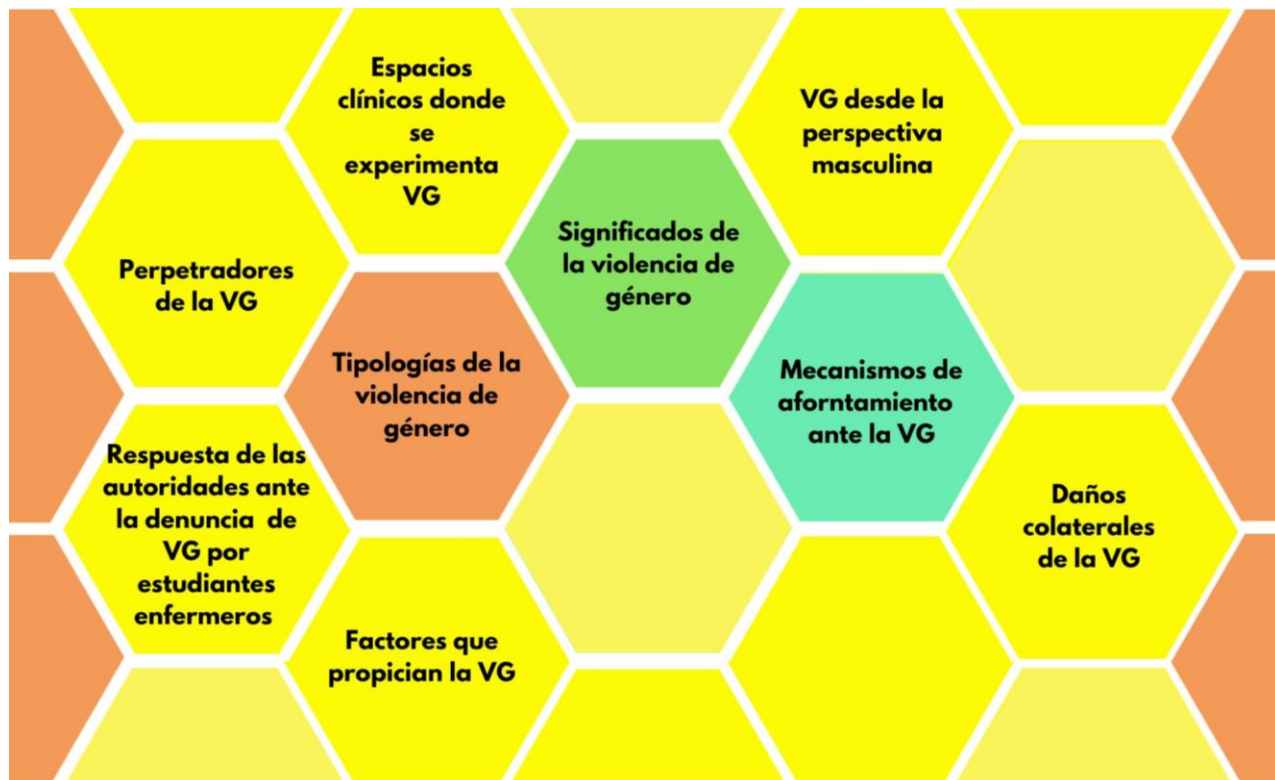 Espacios
clínicos donde
se
experimenta
VG
VG desde la
perspectiva
masculina
Significados de
la violencia de
género
Perpetradores
de la VG
Tipologías de la
violencia de
género
Mecanismos de
aforntamiento
ante la VG
Respuesta de las
autoridades ante
la denuncia de
VG por
estudiantes
enfermeros
Daños
colaterales
de la VG
Factores que
propician la VG